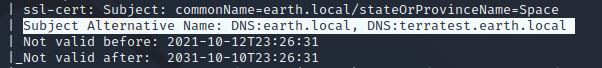 | ssl-cert: Subject: commonName=earth.local/stateOrProvinceName=Space
| Subject Alternative Name: DNS:earth.local, DNS:terratest.earth.local
| Not valid before: 2021-10-12T23:26:31
|_Not valid after:  2031-10-10T23:26:31